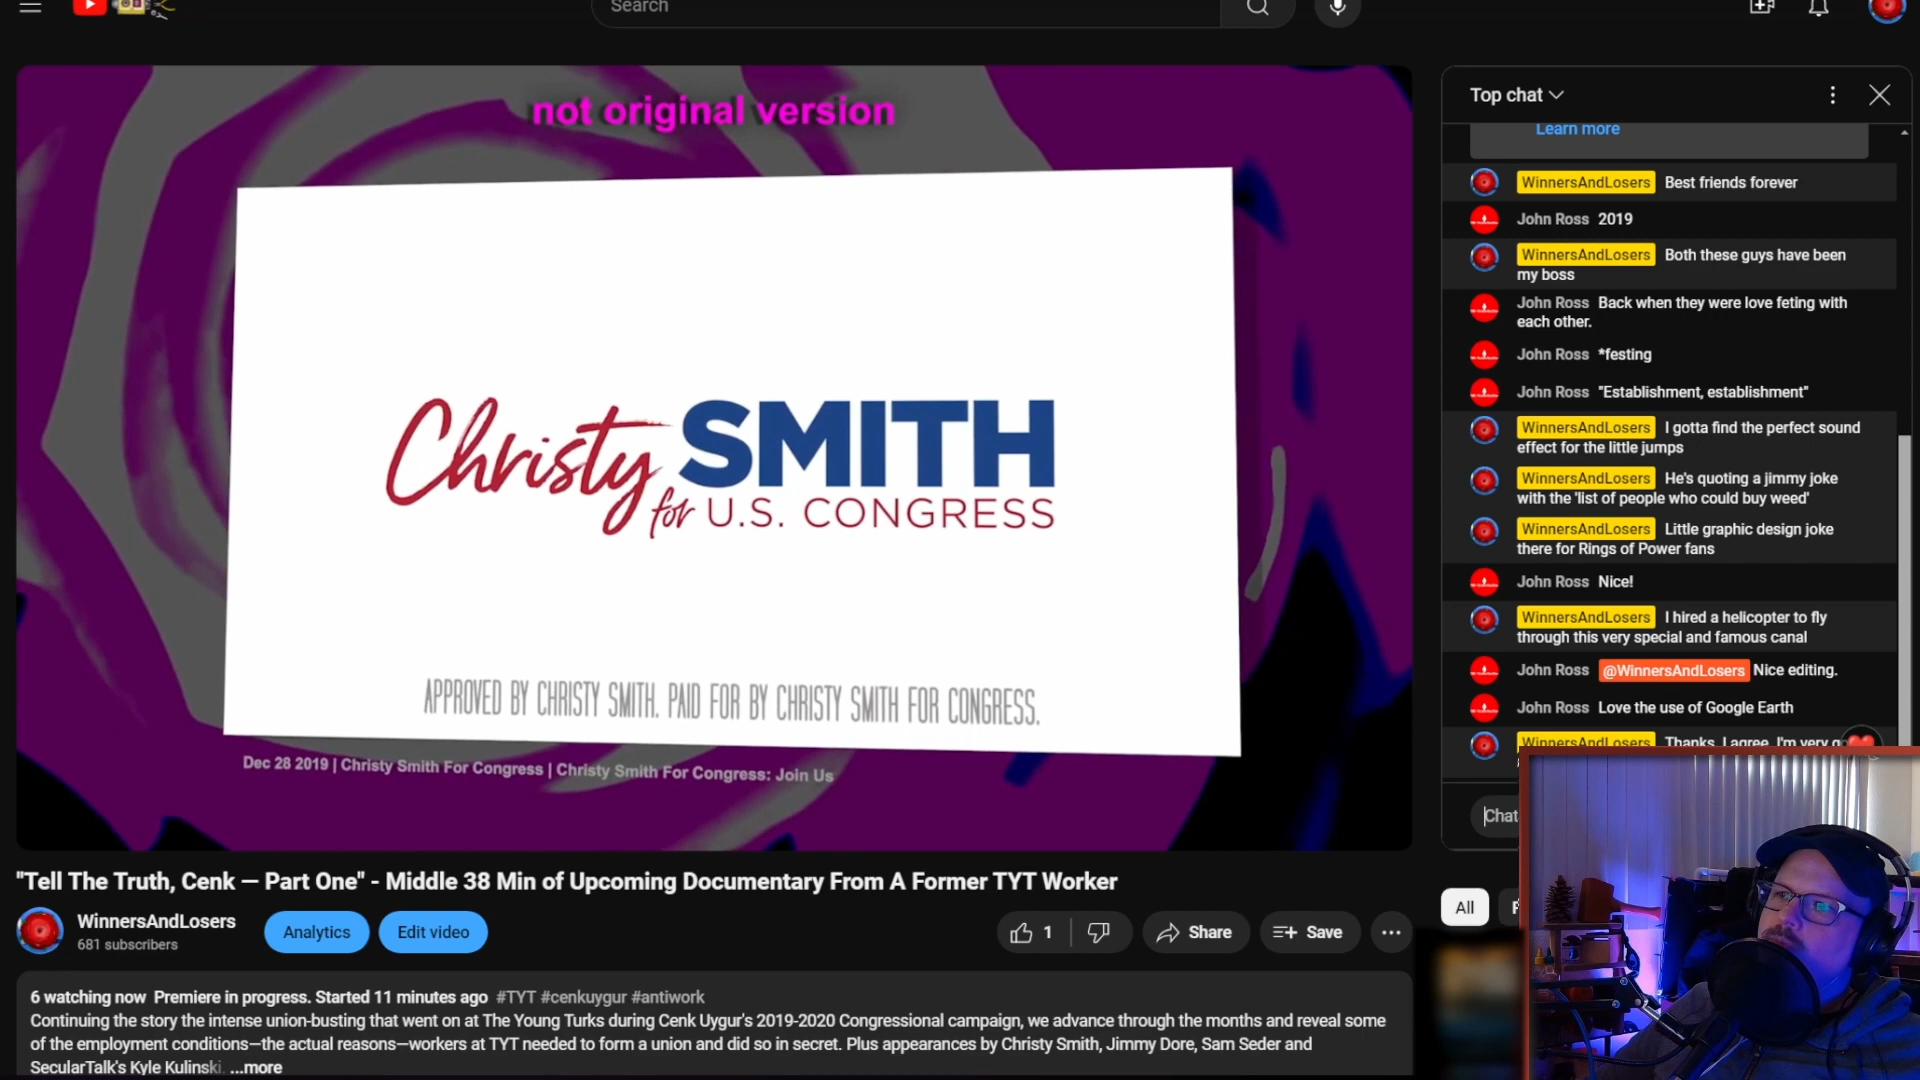 Search
not original version
Christy SMITH
for U.S. CONGRESS
APPROVED BY CHRISTY SMITH. PAID FOR BY CHRISTY SMITH FOR CONGRESS.
Dec 28 2019 | Christy Smith For Congress | Christy Smith For Congress: Join Us
Top chat
Learn more
WinnersAndLosers Best friends forever
John Ross 2019
WinnersAndLosers Both these guys have been
my boss
John Ross Back when they were love feting with
each other.
John Ross *festing
John Ross "Establishment, establishment"
WinnersAndLosers I gotta find the perfect sound
effect for the little jumps
WinnersAndLosers He's quoting a jimmy joke
with the 'list of people who could buy weed'
WinnersAndLosers Little graphic design joke
there for Rings of Power fans
John Ross Nice!
WinnersAndLosers I hired a helicopter to fly
through this very special and famous canal
John Ross @WinnersAndLosers Nice editing.
John Ross Love the use of Google Earth
WinnersAndLosers Thanks, I agree, I'm very
Chat
"Tell The Truth, Cenk — Part One" - Middle 38 Min of Upcoming Documentary From A Former TYT Worker
WinnersAndLosers
681 subscribers
Analytics
Edit video
1
Share
Save
All
6 watching now Premiere in progress. Started 11 minutes ago #TYT #cenkuygur #antiwork
Continuing the story the intense union-busting that went on at The Young Turks during Cenk Uygur's 2019-2020 Congressional campaign, we advance through the months and reveal some
of the employment conditions—the actual reasons—workers at TYT needed to form a union and did so in secret. Plus appearances by Christy Smith, Jimmy Dore, Sam Seder and
SecularTalk's Kyle Kulinski. ...more